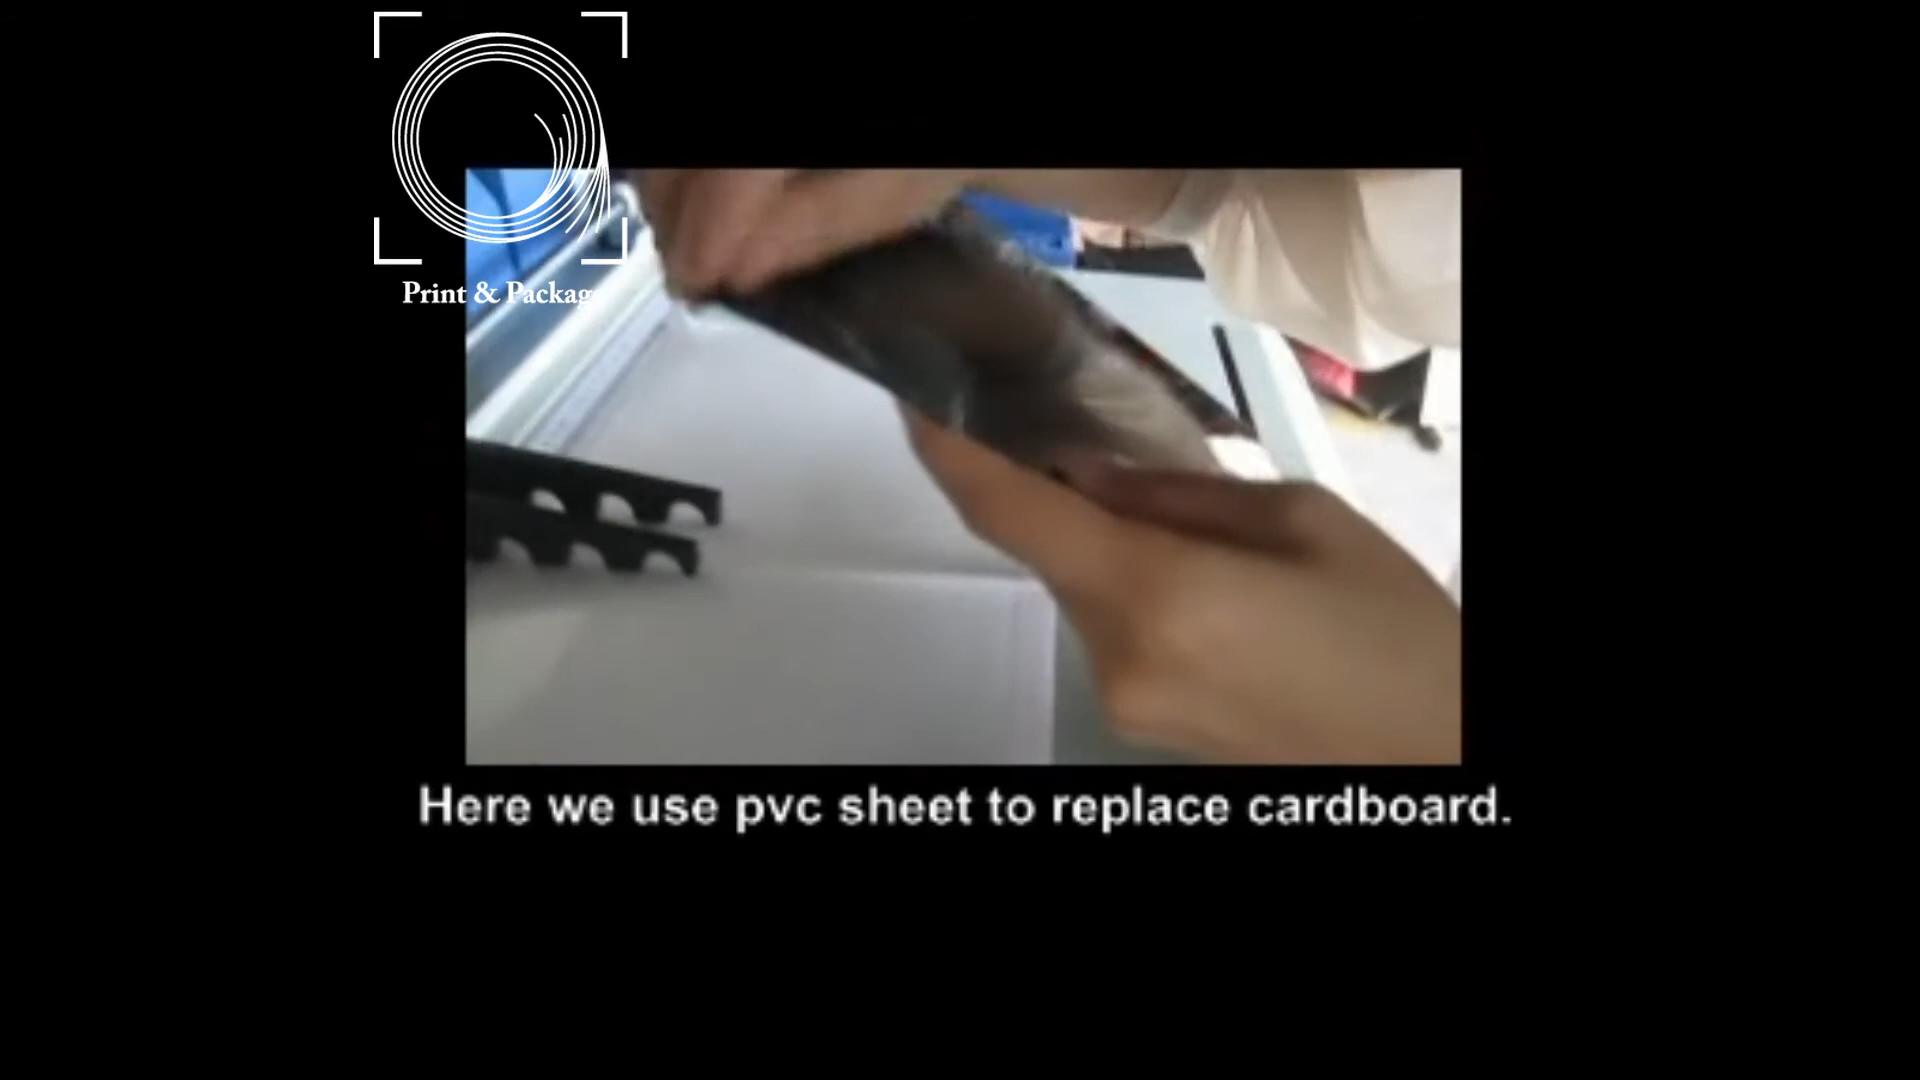 Print & Packag
Here we use pvc sheet to replace cardboard.